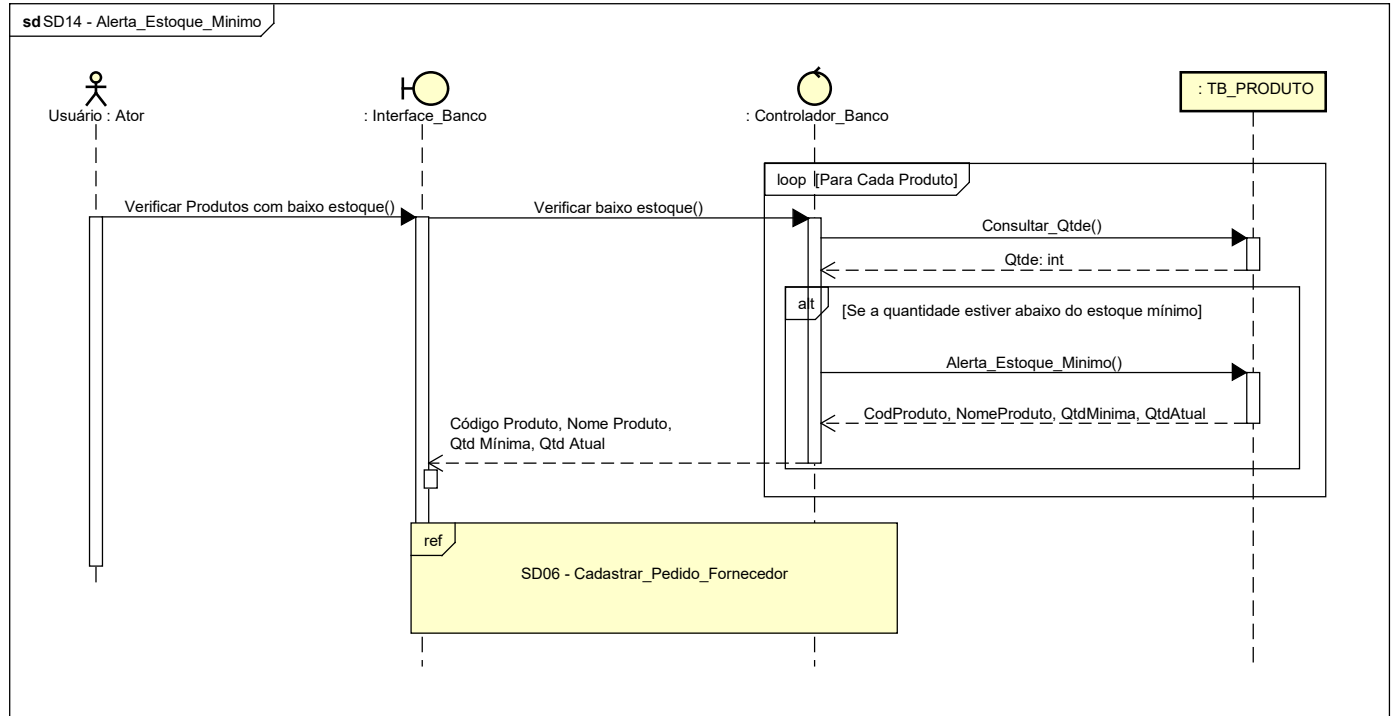 sd SD14 - Alerta_Estoque_Minimo
Usuário : Ator
: Interface_Banco
: Controlador_Banco
: TB_PRODUTO
loop [Para Cada Produto]
Verificar Produtos com baixo estoque()
Verificar baixo estoque()
Consultar_Qtde()
Qtde: int
alt
[Se a quantidade estiver abaixo do estoque mínimo]
Alerta_Estoque_Minimo()
CodProduto, NomeProduto, QtdMinima, QtdAtual
Código Produto, Nome Produto,
Qtd Mínima, Qtd Atual
ref
SD06 - Cadastrar_Pedido_Fornecedor